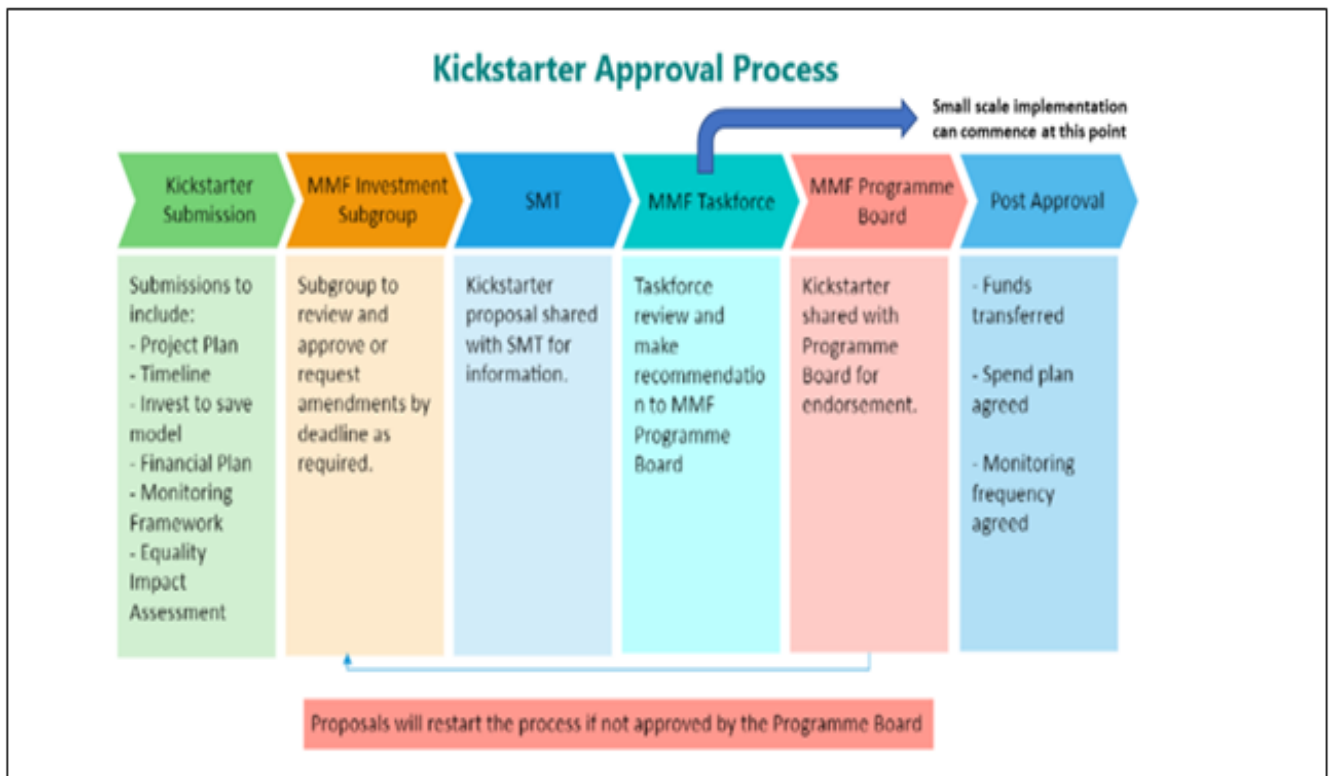 Kickstarter Approval Process
Small scale implementation
can commence at this point
Kickstarter
Submission
MMF Investment
Subgroup
SMT
MMF Taskforce
MMF Programme
Board
Post Approval
Submissions to
include:
- Project Plan
- Timeline
- Invest to save
model
- Financial Plan
- Monitoring
Framework
- Equality
Impact
Assessment
Subgroup to
review and
approve or
request
amendments by
deadline as
required.
Kickstarter
proposal shared
with SMT for
information.
Taskforce
review and
make
recommendatio
n to MMF
Programme
Board
Kickstarter
shared with
Programme
Board for
endorsement.
- Funds
transferred
- Spend plan
agreed
- Monitoring
frequency
agreed
Proposals will restart the process if not approved by the Programme Board